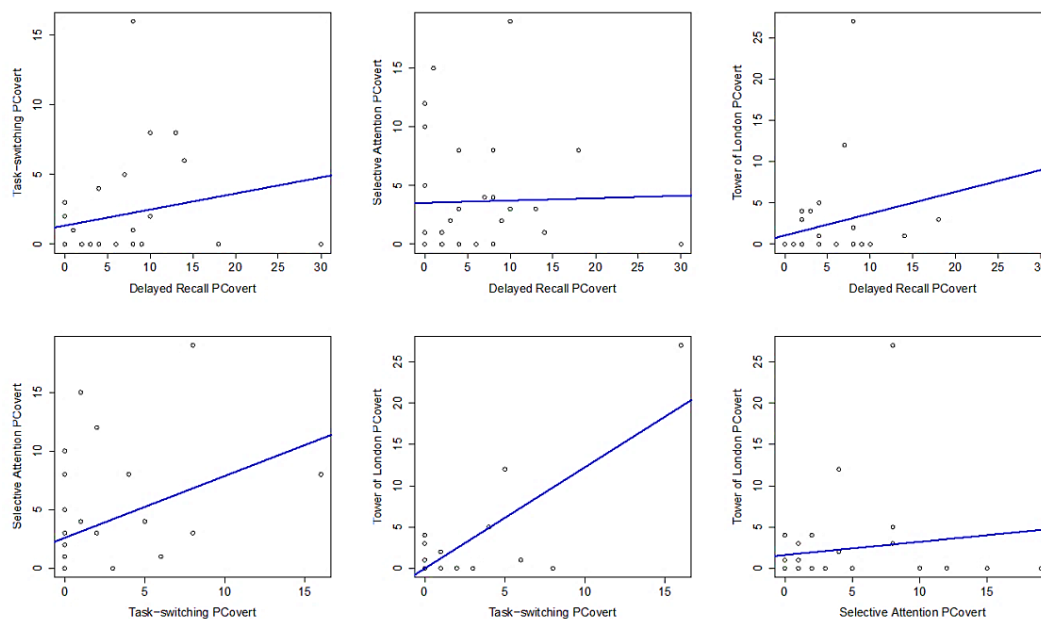 Task−switching PCovert
15
10
5
0
0 5 10 15 20 25 30
Delayed Recall PCovert
Selective Attention PCovert
15
10
5
0
0 5 10 15 20 25 30
Delayed Recall PCovert
Tower of London PCovert
25
20
15
10
5
0
0 5 10 15 20 25 30
Delayed Recall PCovert
Selective Attention PCovert
15
10
5
0
0 5 10 15
Task−switching PCovert
Tower of London PCovert
25
20
15
10
5
0
0 5 10 15
Task−switching PCovert
Tower of London PCovert
25
20
15
10
5
0
0 5 10 15
Selective Attention PCovert